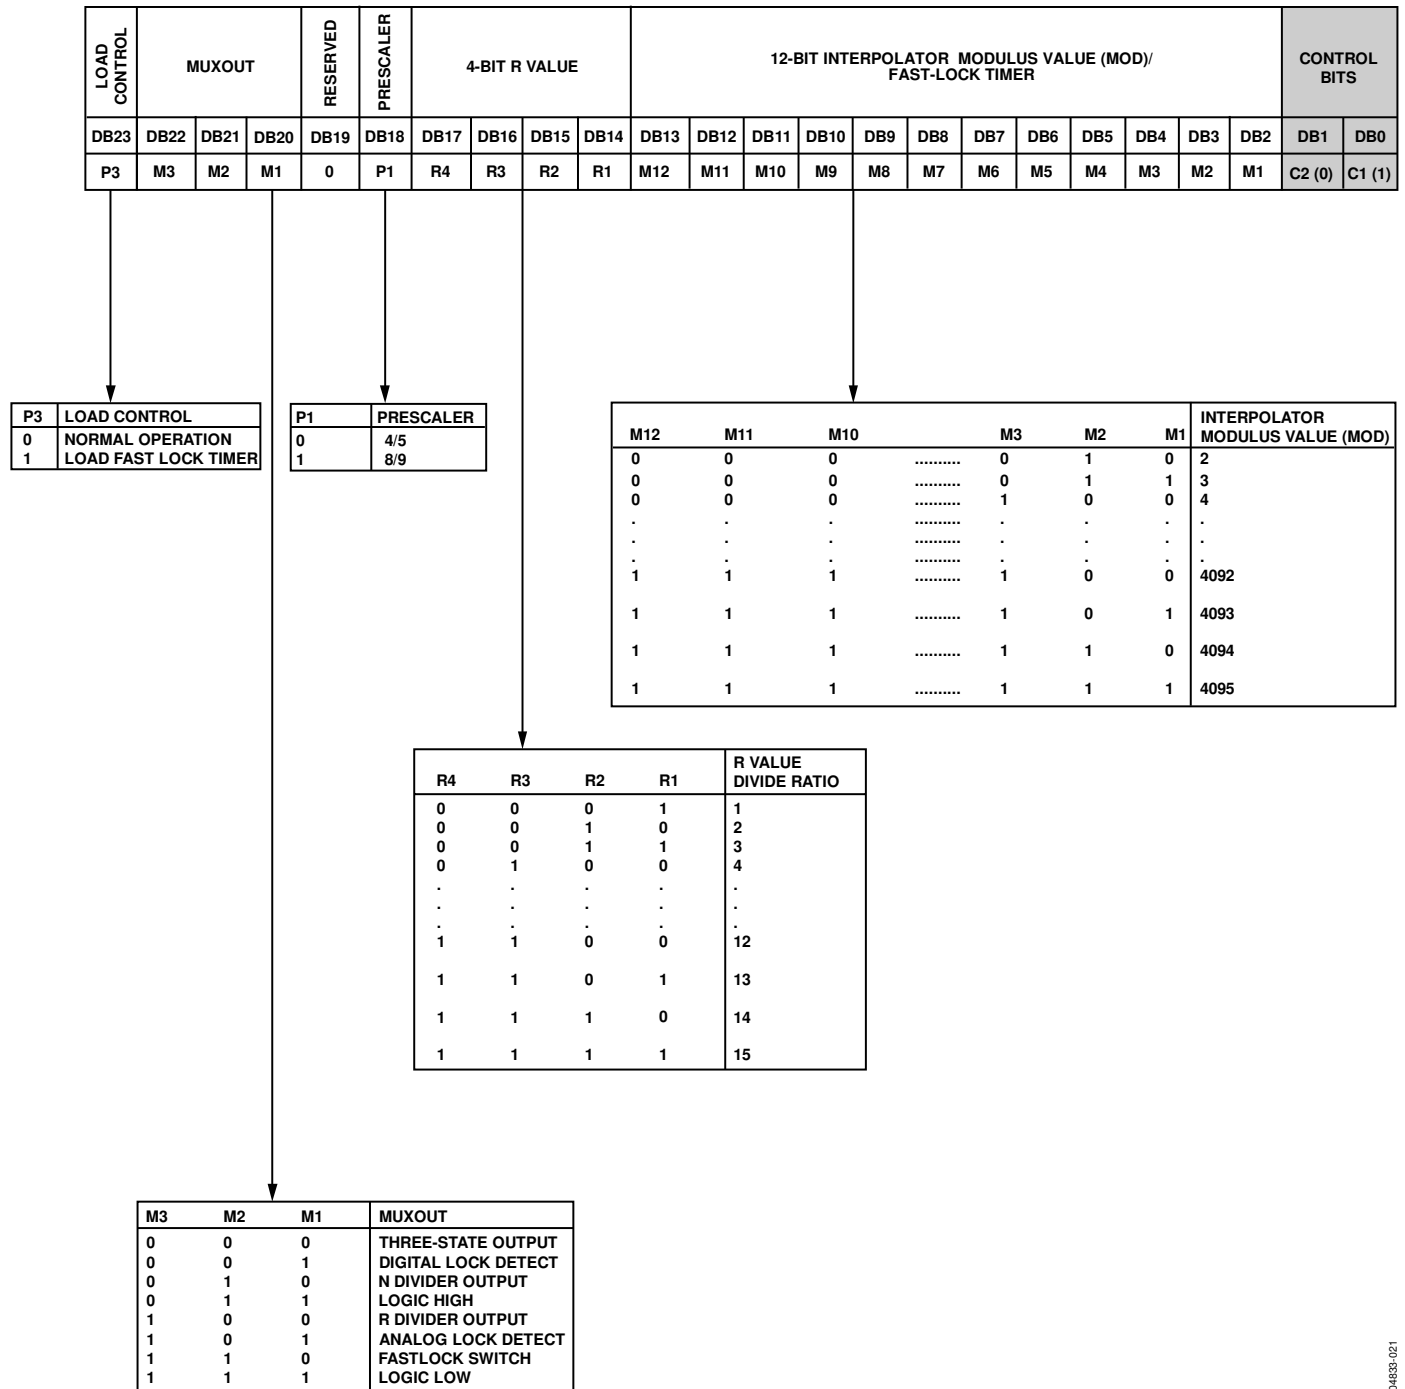 LOAD CONTROL
MUXOUT
RESERVED
PRESCALER
4-BIT R VALUE
12-BIT INTERPOLATOR MODULUS VALUE (MOD)/
FAST-LOCK TIMER
CONTROL
BITS
DB23 DB22 DB21 DB20 DB19 DB18 DB17 DB16 DB15 DB14 DB13 DB12 DB11 DB10 DB9 DB8 DB7 DB6 DB5 DB4 DB3 DB2 DB1 DB0
P3 M3 M2 M1 0 P1 R4 R3 R2 R1 M12 M11 M10 M9 M8 M7 M6 M5 M4 M3 M2 M1 C2 (0) C1 (1)
P3 LOAD CONTROL
0 NORMAL OPERATION
1 LOAD FAST LOCK TIMER
P1 PRESCALER
0 4/5
1 8/9
INTERPOLATOR
M12 M11 M10 M3 M2 M1 MODULUS VALUE (MOD)
0 0 0 .......... 0 1 0 2
0 0 0 .......... 0 1 1 3
0 0 0 .......... 1 0 0 4
. . . .......... . . . .
. . . .......... . . . .
. . . .......... . . . .
1 1 1 .......... 1 0 0 4092
1 1 1 .......... 1 0 1 4093
1 1 1 .......... 1 1 0 4094
1 1 1 .......... 1 1 1 4095
R VALUE
R4 R3 R2 R1 DIVIDE RATIO
0 0 0 1 1
0 0 1 0 2
0 0 1 1 3
0 1 0 0 4
. . . . .
. . . . .
. . . . .
1 1 0 0 12
1 1 0 1 13
1 1 1 0 14
1 1 1 1 15
M3 M2 M1 MUXOUT
0 0 0 THREE-STATE OUTPUT
0 0 1 DIGITAL LOCK DETECT
0 1 0 N DIVIDER OUTPUT
0 1 1 LOGIC HIGH
1 0 0 R DIVIDER OUTPUT
1 0 1 ANALOG LOCK DETECT
1 1 0 FASTLOCK SWITCH
1 1 1 LOGIC LOW
04833-021